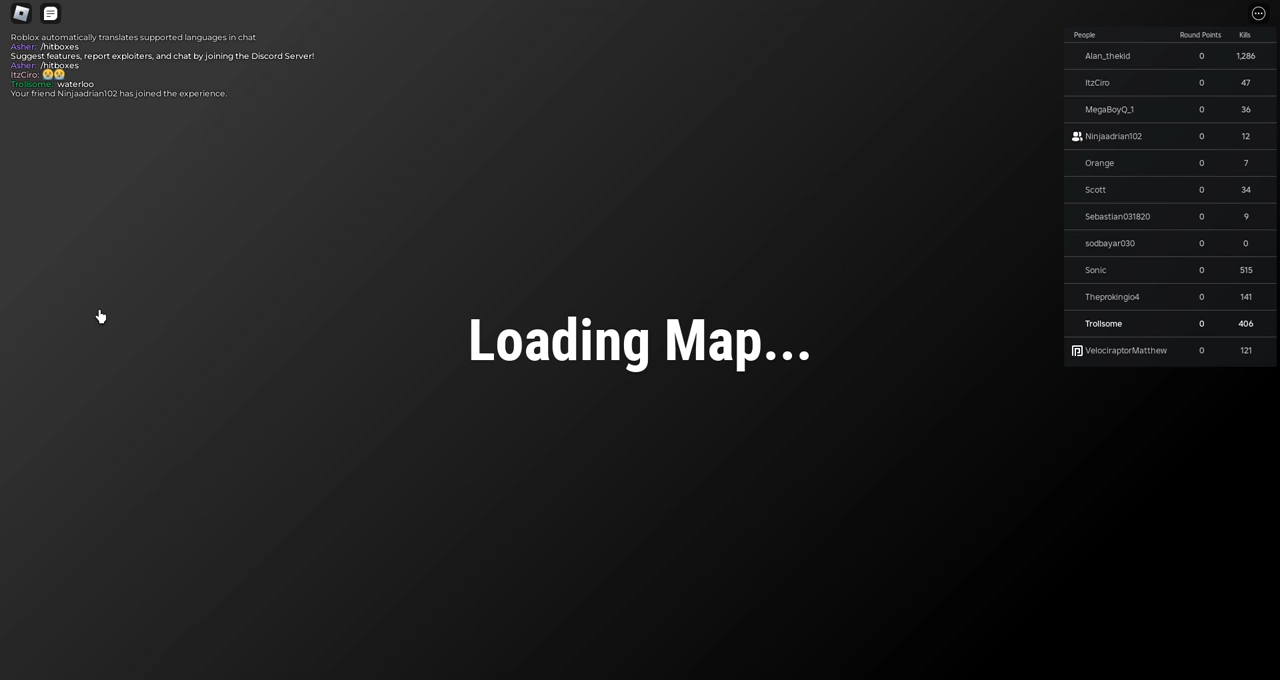 Roblox automatically translates supported languages in chat
Asher: /hitboxes
Suggest features, report exploiters, and chat by joining the Discord Server!
Asher: /hitboxes
ItzCiro: 😢😢
Trollsome: waterloo
Your friend Ninjaadrian102 has joined the experience.
Loading Map...
People Round Points Kills
Alan_thekid 0 1,286
ItzCiro 0 47
MegaBoyQ_1 0 36
Ninjaadrian102 0 12
Orange 0 7
Scott 0 34
Sebastian031820 0 9
sodbayar030 0 0
Sonic 0 515
Theprokingio4 0 141
Trollsome 0 406
VelociraptorMatthew 0 121